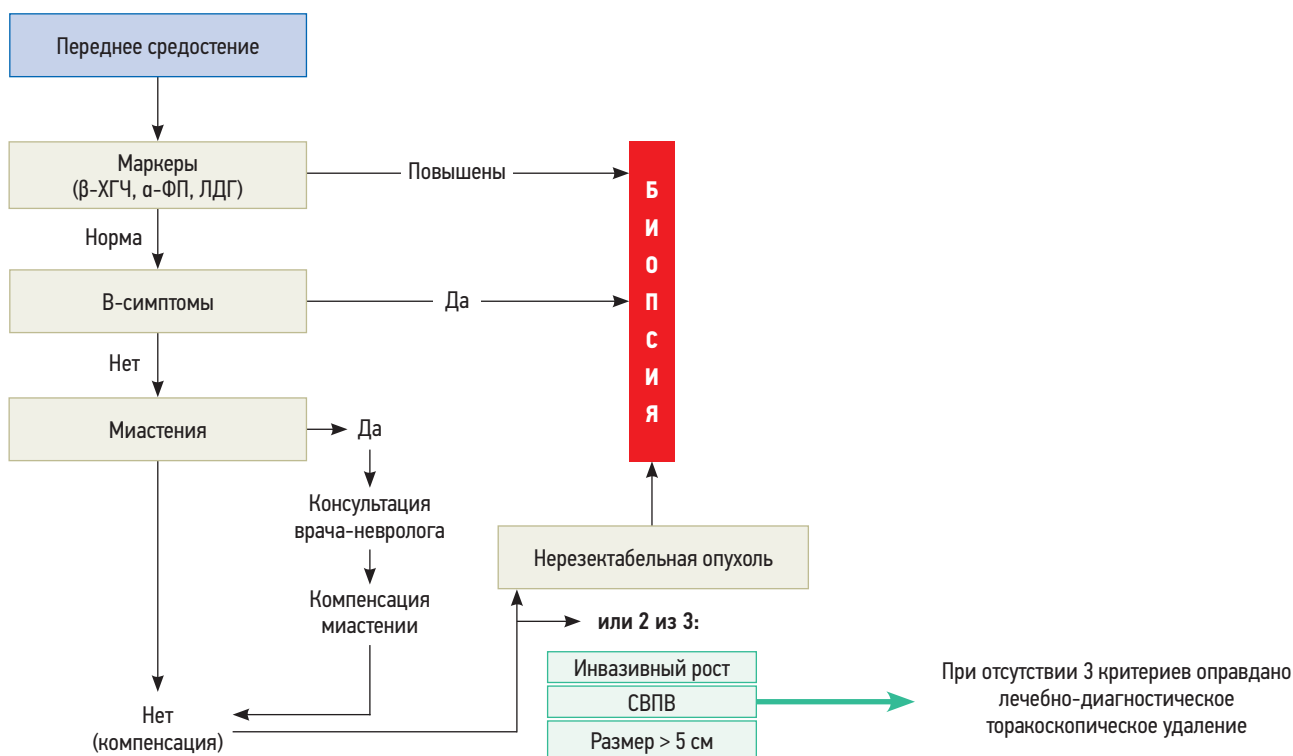 Переднее средостение
Маркеры
(β-ХГЧ, α-ФП, ЛДГ)
Повышены
Норма
В-симптомы
Да
Нет
Миастения
Да
Консультация
врача-невролога
Компенсация
миастении
Нет
(компенсация)
Б
И
О
П
С
И
Я
Нерезектабельная опухоль
или 2 из 3:
Инвазивный рост
СВПВ
Размер > 5 см
При отсутствии 3 критериев оправдано
лечебно-диагностическое
торакоскопическое удаление